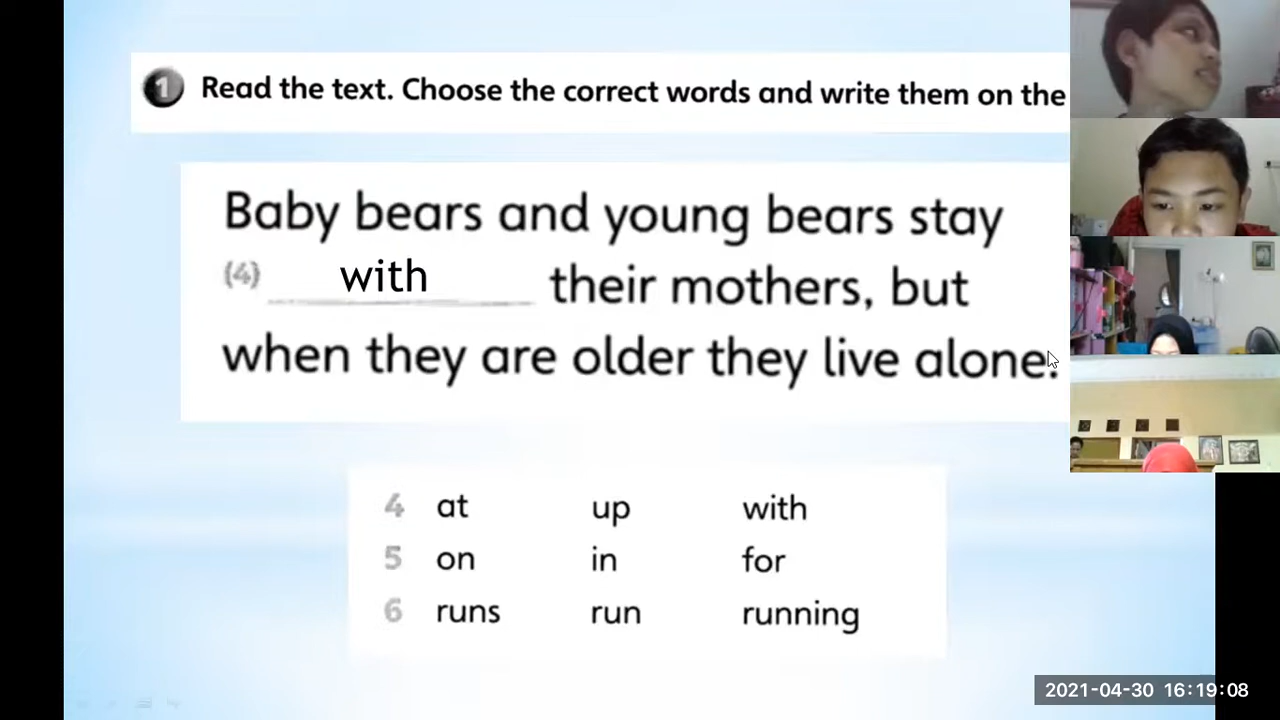 1 Read the text. Choose the correct words and write them on the
Baby bears and young bears stay
(4) with their mothers, but
when they are older they live alone.
4 at up with
5 on in for
6 runs run running
2021-04-30 16:19:08